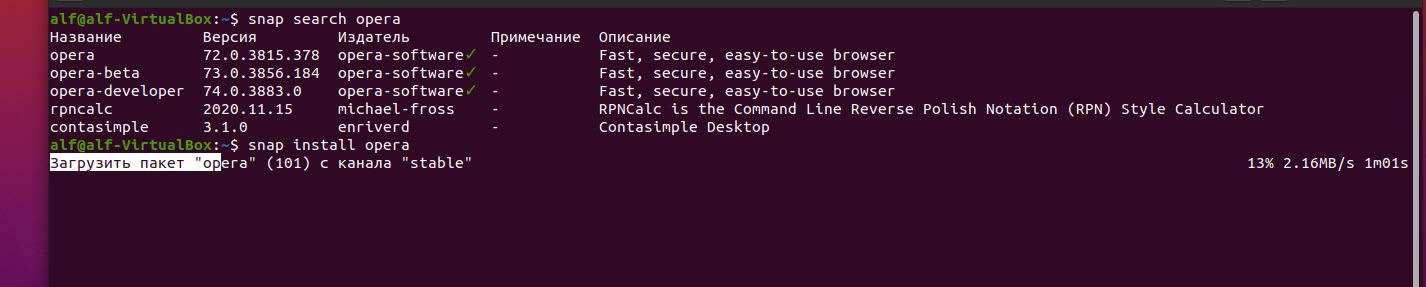 alf@alf-VirtualBox:~$ snap search opera
Название Версия Издатель Примечание Описание
opera 72.0.3815.378 opera-software✓ - Fast, secure, easy-to-use browser
opera-beta 73.0.3856.184 opera-software✓ - Fast, secure, easy-to-use browser
opera-developer 74.0.3883.0 opera-software✓ - Fast, secure, easy-to-use browser
rpncalc 2020.11.15 michael-fross - RPNCalc is the Command Line Reverse Polish Notation (RPN) Style Calculator
contasimple 3.1.0 enriverd - Contasimple Desktop
alf@alf-VirtualBox:~$ snap install opera
Загрузить пакет "opera" (101) с канала "stable" 13% 2.16MB/s 1m01s